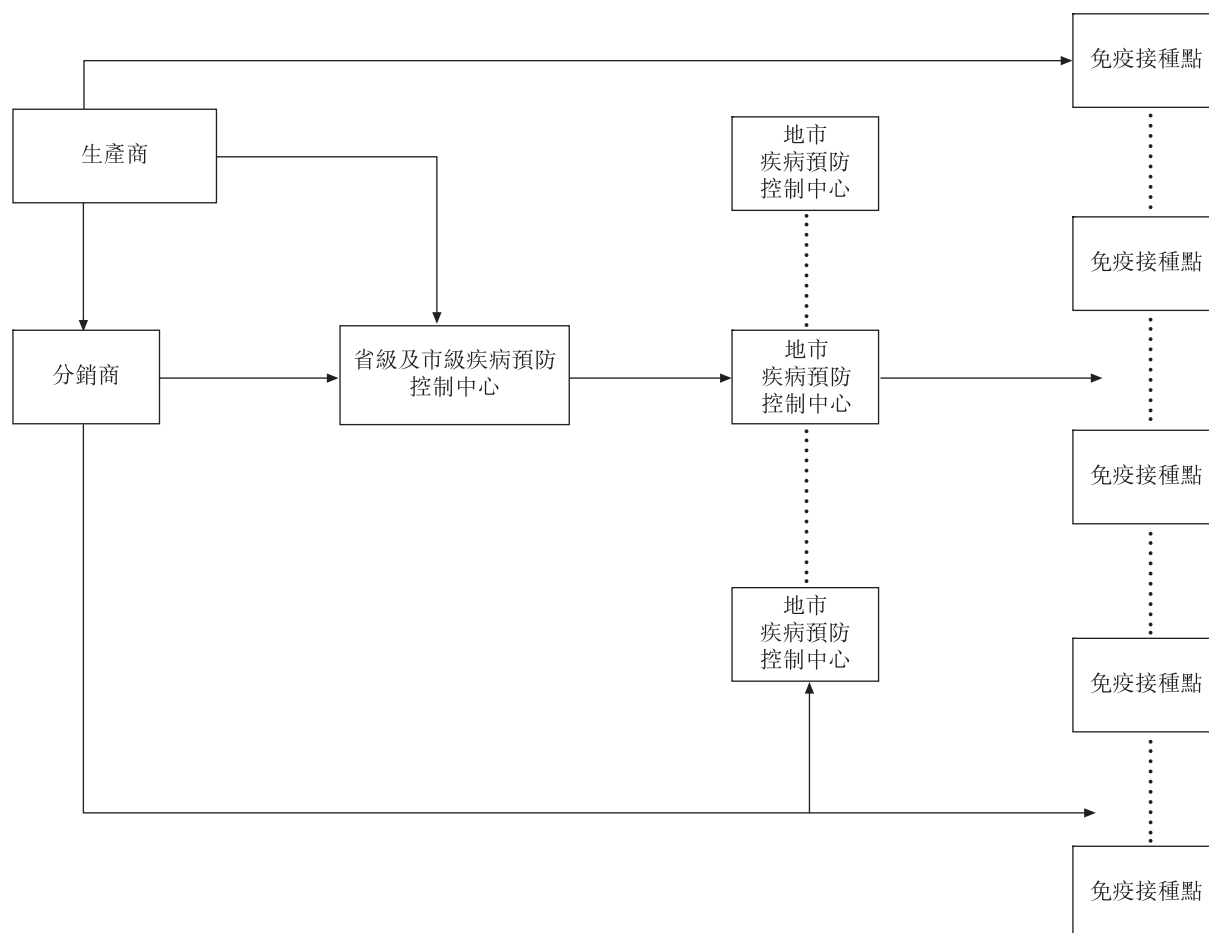 免疫接種點
生產商
地市
疾病預防
控制中心
免疫接種點
分銷商
省級及市級疾病預防
控制中心
地市
疾病預防
控制中心
免疫接種點
地市
疾病預防
控制中心
免疫接種點
免疫接種點